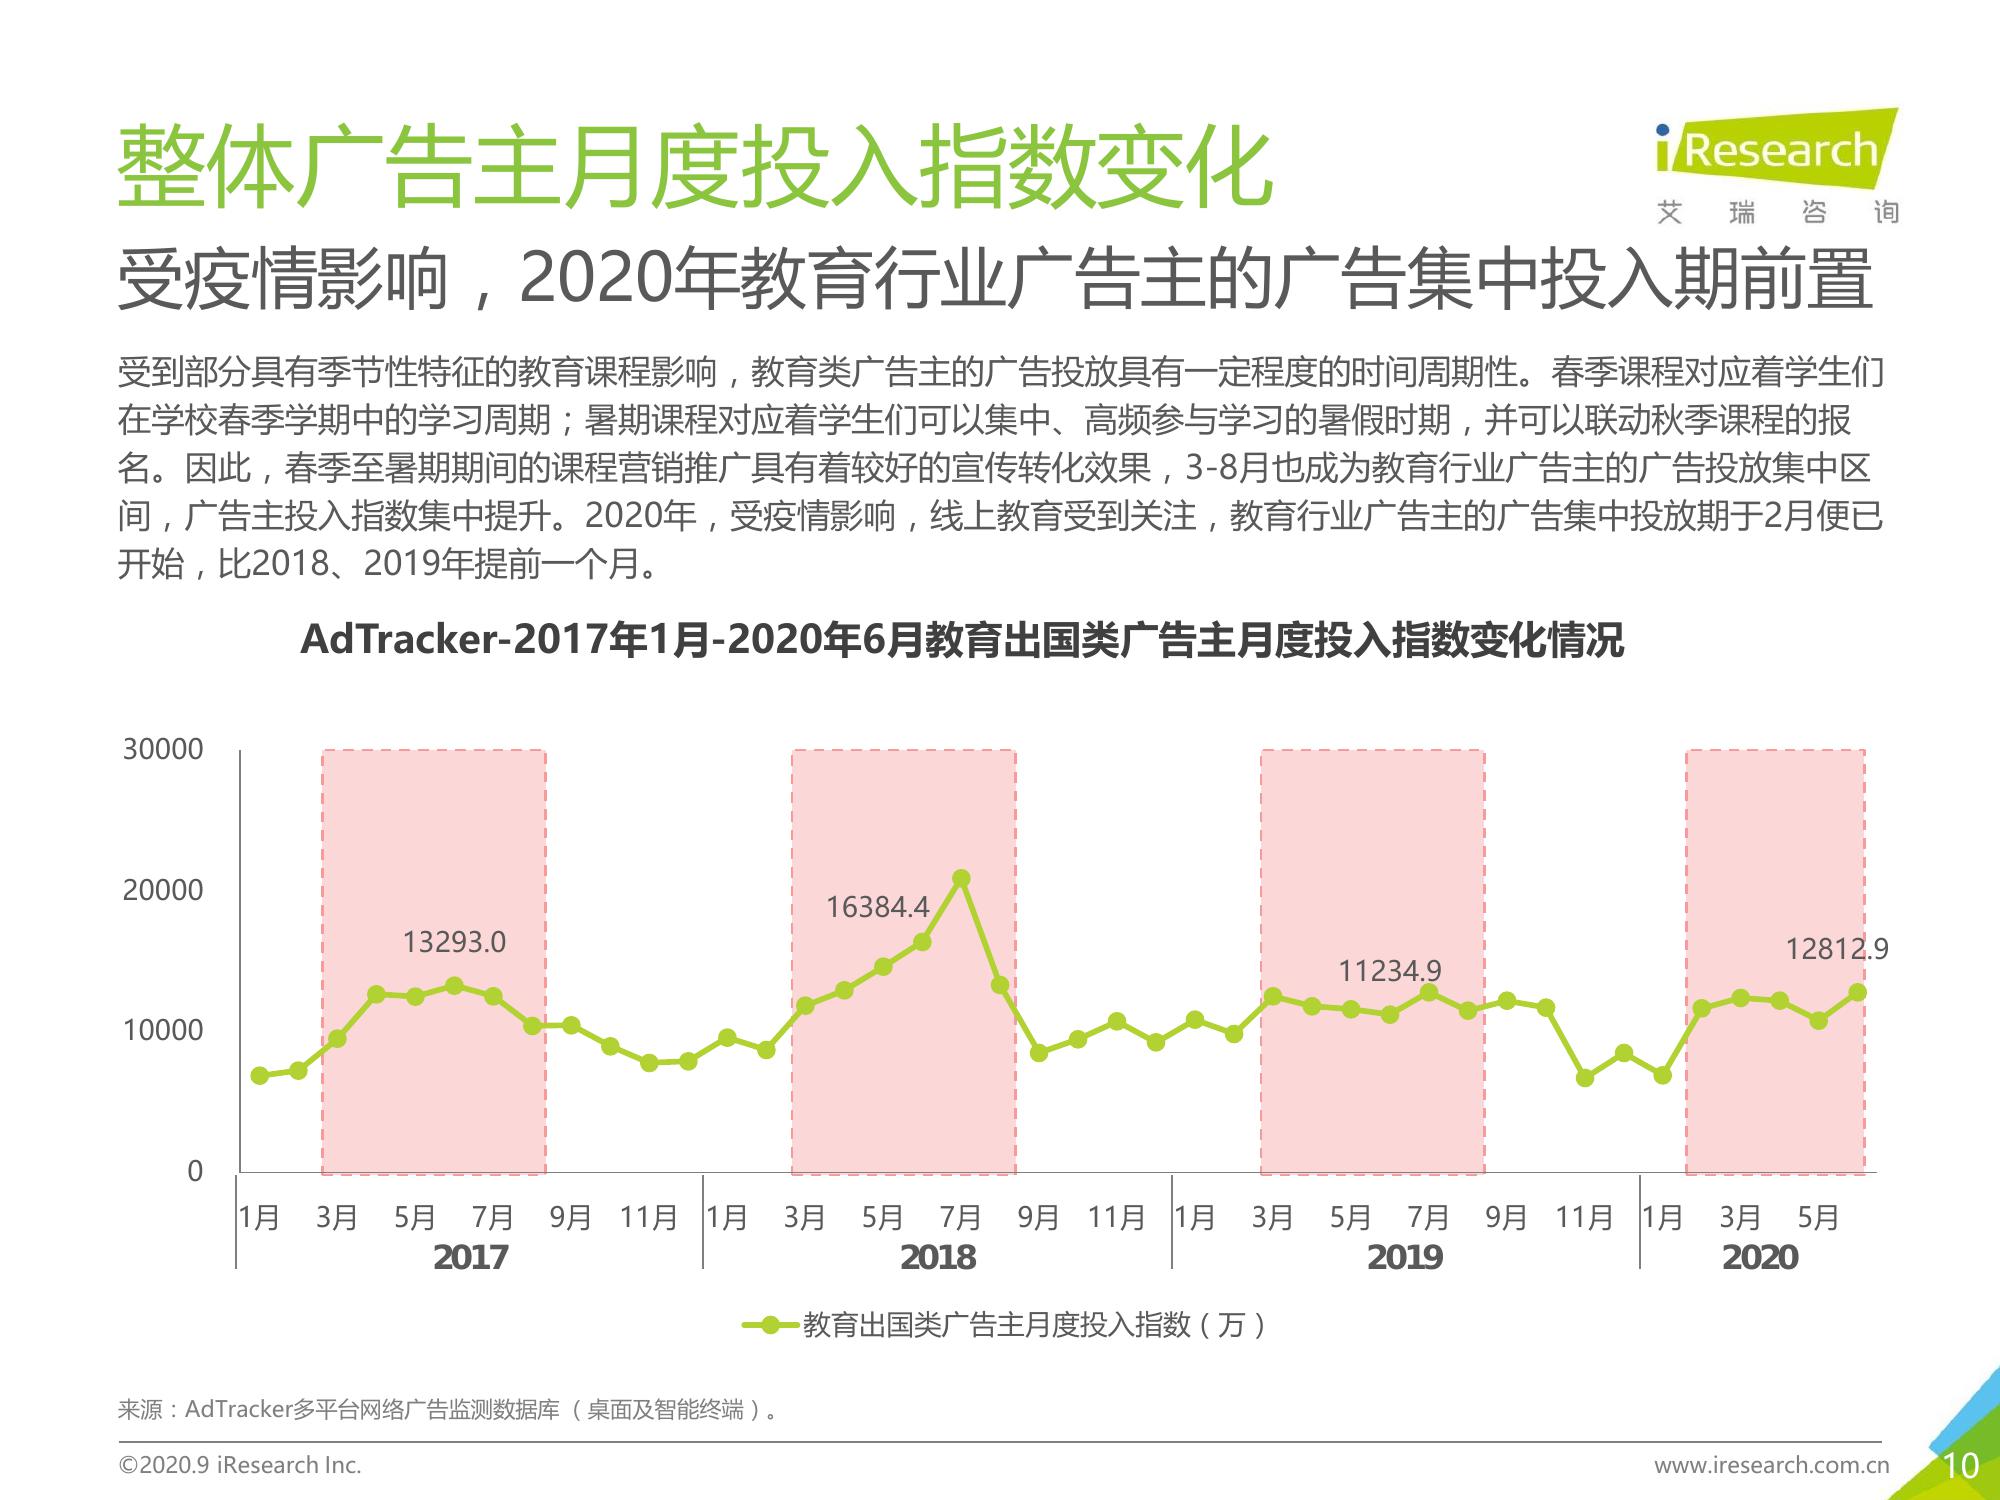 整体广告主月度投入指数变化
iResearch
艾瑞咨询
受疫情影响，2020年教育行业广告主的广告集中投入期前置
受到部分具有季节性特征的教育课程影响，教育类广告主的广告投放具有一定程度的时间周期性。春季课程对应着学生们
在学校春季学期中的学习周期；暑期课程对应着学生们可以集中、高频参与学习的暑假时期，并可以联动秋季课程的报
名。因此，春季至暑期期间的课程营销推广具有着较好的宣传转化效果，3-8月也成为教育行业广告主的广告投放集中区
间，广告主投入指数集中提升。2020年，受疫情影响，线上教育受到关注，教育行业广告主的广告集中投放期于2月便已
开始，比2018、2019年提前一个月。
AdTracker-2017年1月-2020年6月教育出国类广告主月度投入指数变化情况
30000
20000
10000
0
13293.0
16384.4
11234.9
12812.9
1月 3月 5月 7月 9月 11月 1月 3月 5月 7月 9月 11月 1月 3月 5月 7月 9月 11月 1月 3月 5月
2017 2018 2019 2020
教育出国类广告主月度投入指数（万）
来源：AdTracker多平台网络广告监测数据库（桌面及智能终端）。
©2020.9 iResearch Inc.
www.iresearch.com.cn
10